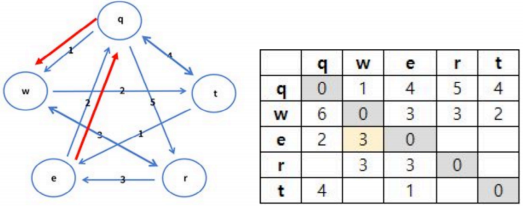 q
1
4
w
2
t
2
5
3
1
e
3
r
q w e r t
q 0 1 4 5 4
w 6 0 3 3 2
e 2 3 0
r 3 3 0
t 4 1 0